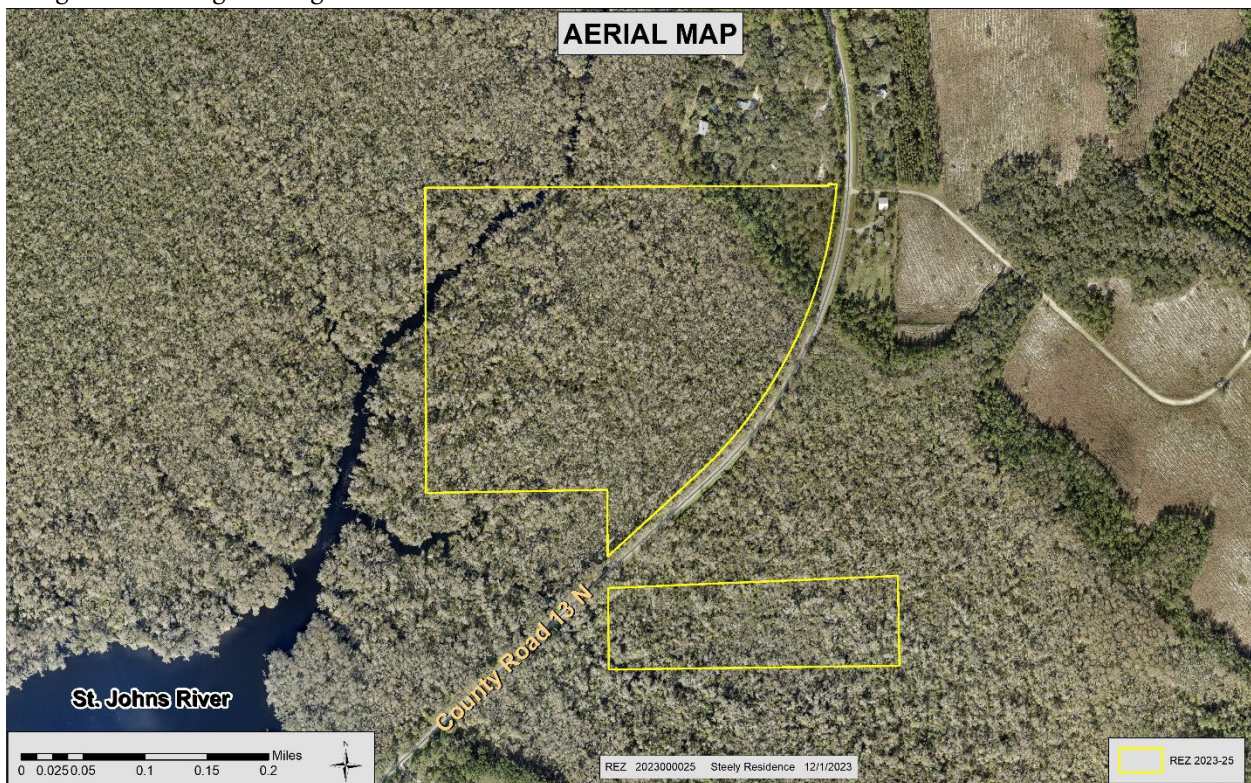 AERIAL MAP
County Road 13 N
St. Johns River
Miles
0 0.025 0.05 0.1 0.15 0.2
N
REZ 2023000025 Steely Residence 12/1/2023
REZ 2023-25